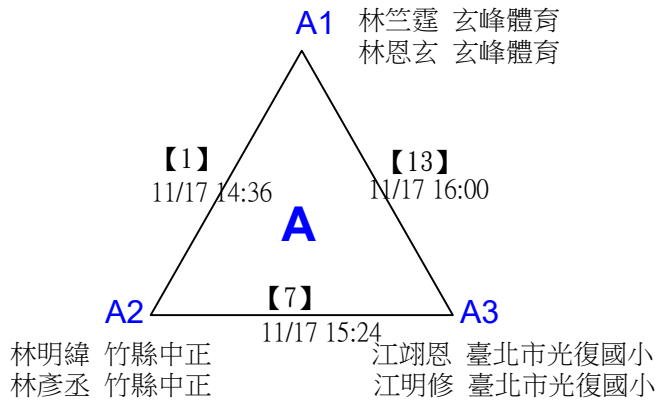 A1
林竺霆 玄峰體育
林恩玄 玄峰體育
【1】
11/17 14:36
【13】
11/17 16:00
A
【7】
11/17 15:24
A2
A3
林明緯 竹縣中正
林彥丞 竹縣中正
江翊恩 臺北市光復國小
江明修 臺北市光復國小